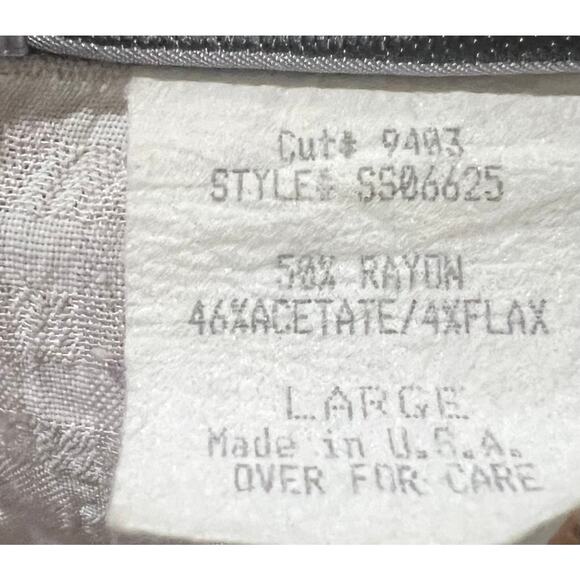 Cut# 9403
STYLE# SS06625
50% RAYON
46%ACETATE/4%FLAX
LARGE
Made in U.S.A.
OVER FOR CARE